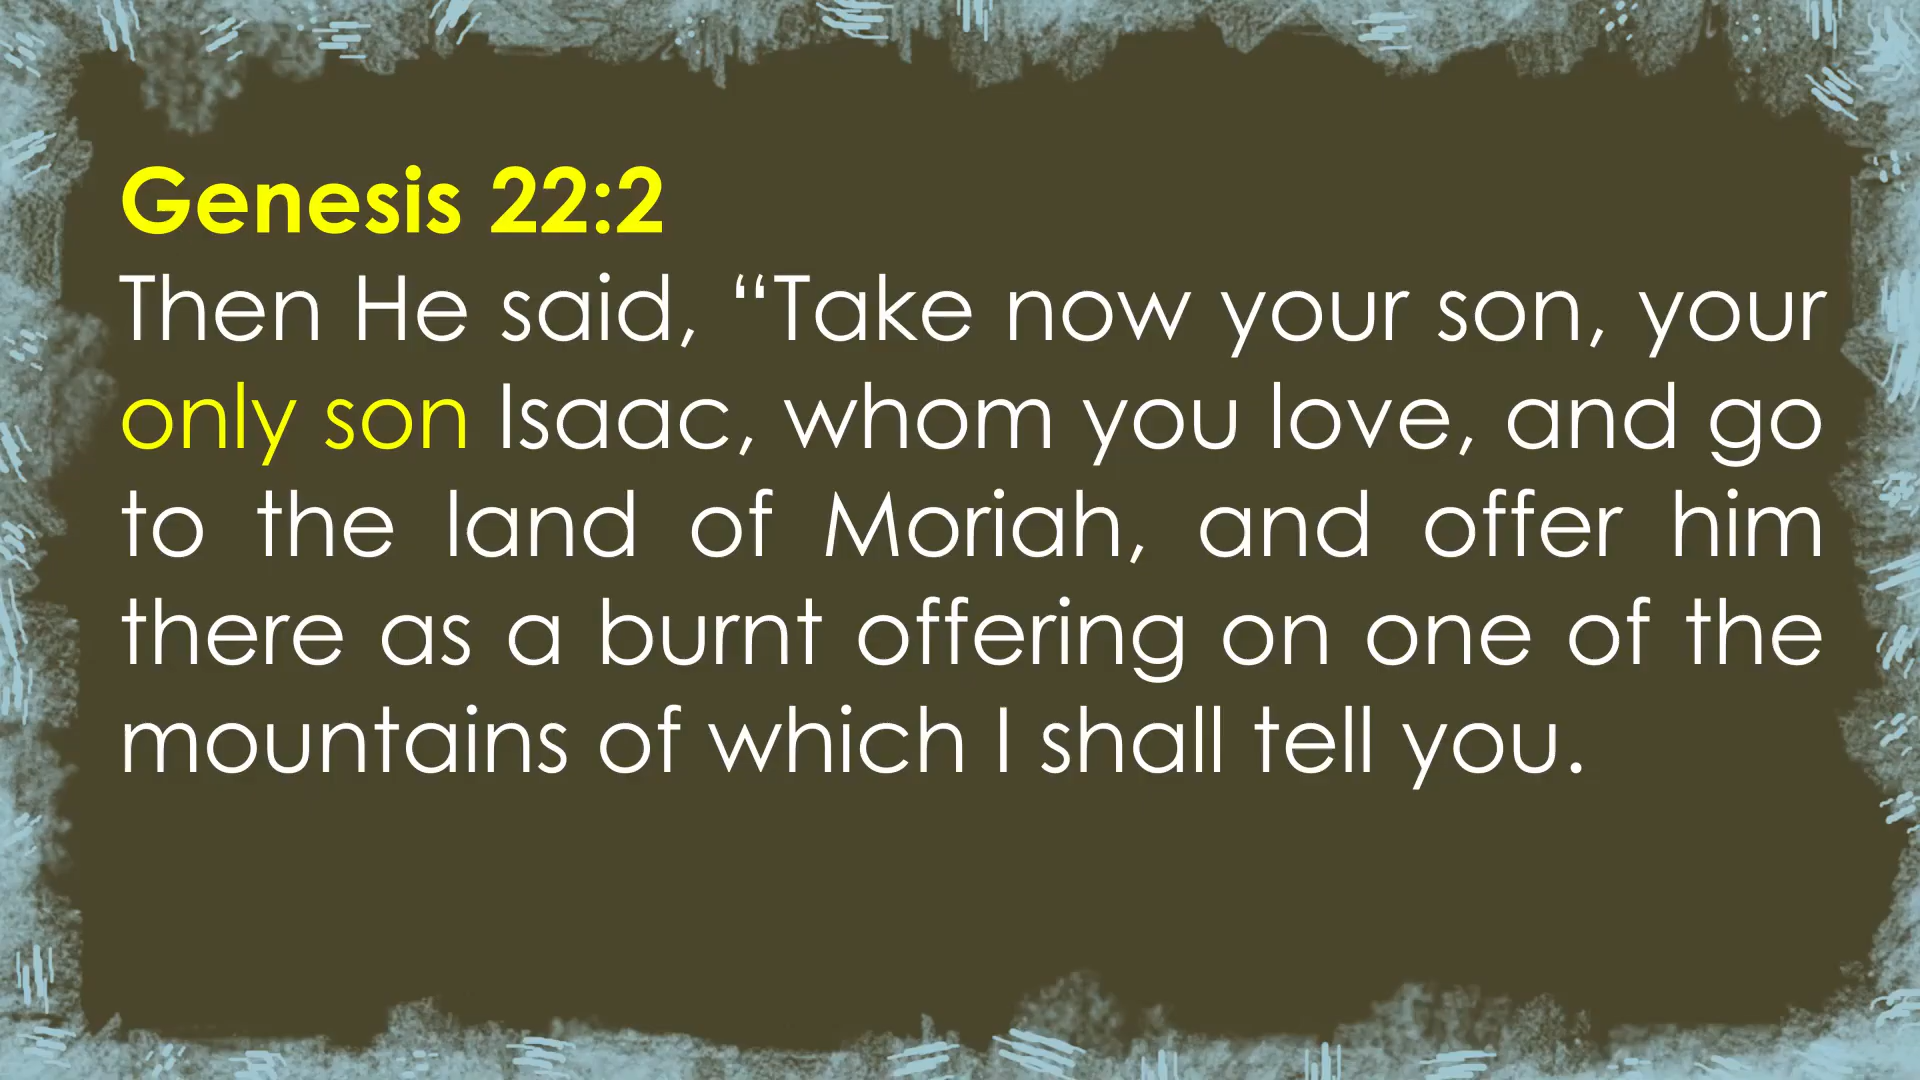 Genesis 22:2
Then He said, “Take now your son, your
only son Isaac, whom you love, and go
to the land of Moriah, and offer him
there as a burnt offering on one of the
mountains of which I shall tell you.